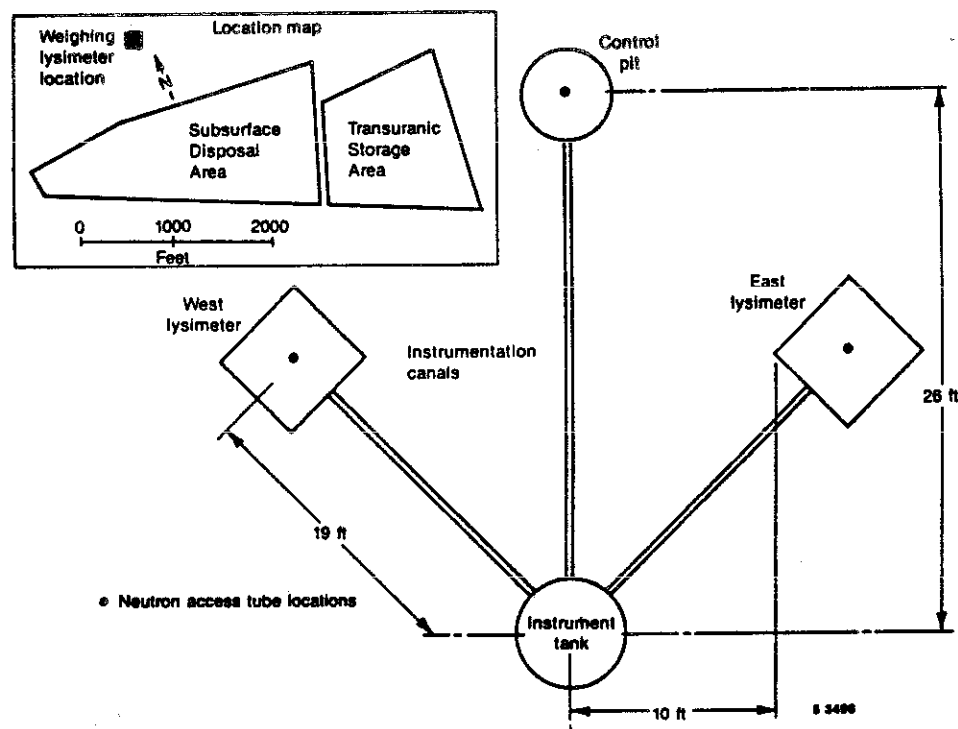 Location map
Weighing
lysimeter
location
N
Subsurface
Disposal
Area
Transuranic
Storage
Area
0 1000 2000
Feet
Control
pit
West
lysimeter
Instrumentation
canals
East
lysimeter
26 ft
19 ft
Neutron access tube locations
Instrument
tank
10 ft